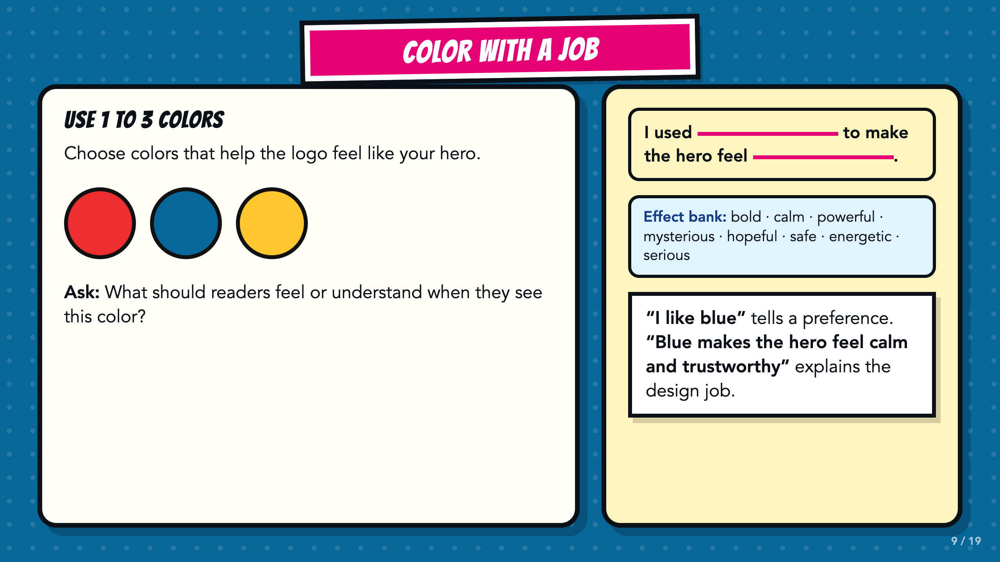 COLOR WITH A JOB
USE 1 TO 3 COLORS
Choose colors that help the logo feel like your hero.
Ask: What should readers feel or understand when they see
this color?
I used to make
the hero feel .
Effect bank: bold · calm · powerful ·
mysterious · hopeful · safe · energetic ·
serious
“I like blue” tells a preference.
“Blue makes the hero feel calm
and trustworthy” explains the
design job.
9 / 19